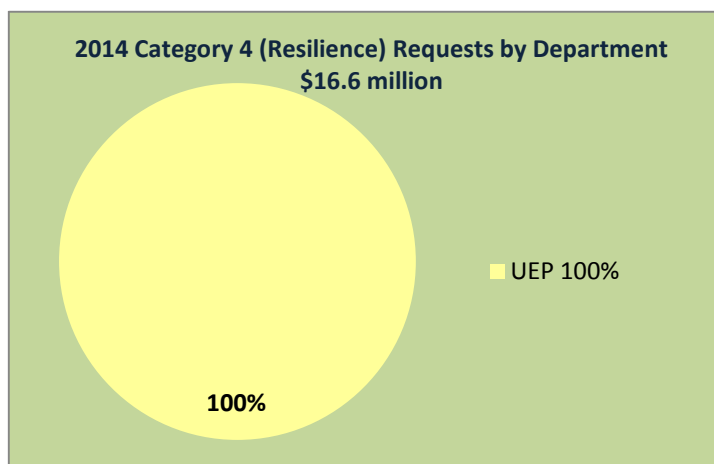 2014 Category 4 (Resilience) Requests by Department
$16.6 million
UEP 100%
100%